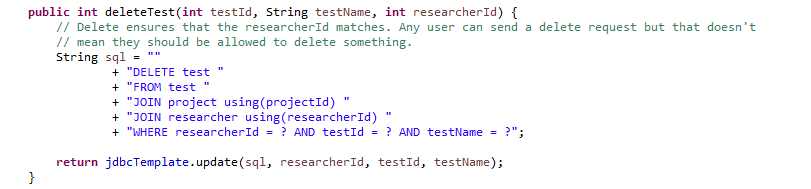 public int deleteTest(int testId, String testName, int researcherId) {
// Delete ensures that the researcherId matches. Any user can send a delete request but that doesn't
// mean they should be allowed to delete something.
String sql = ""
+ "DELETE test "
+ "FROM test "
+ "JOIN project using(projectId) "
+ "JOIN researcher using(researcherId) "
+ "WHERE researcherId = ? AND testId = ? AND testName = ?";
return jdbcTemplate.update(sql, researcherId, testId, testName);
}